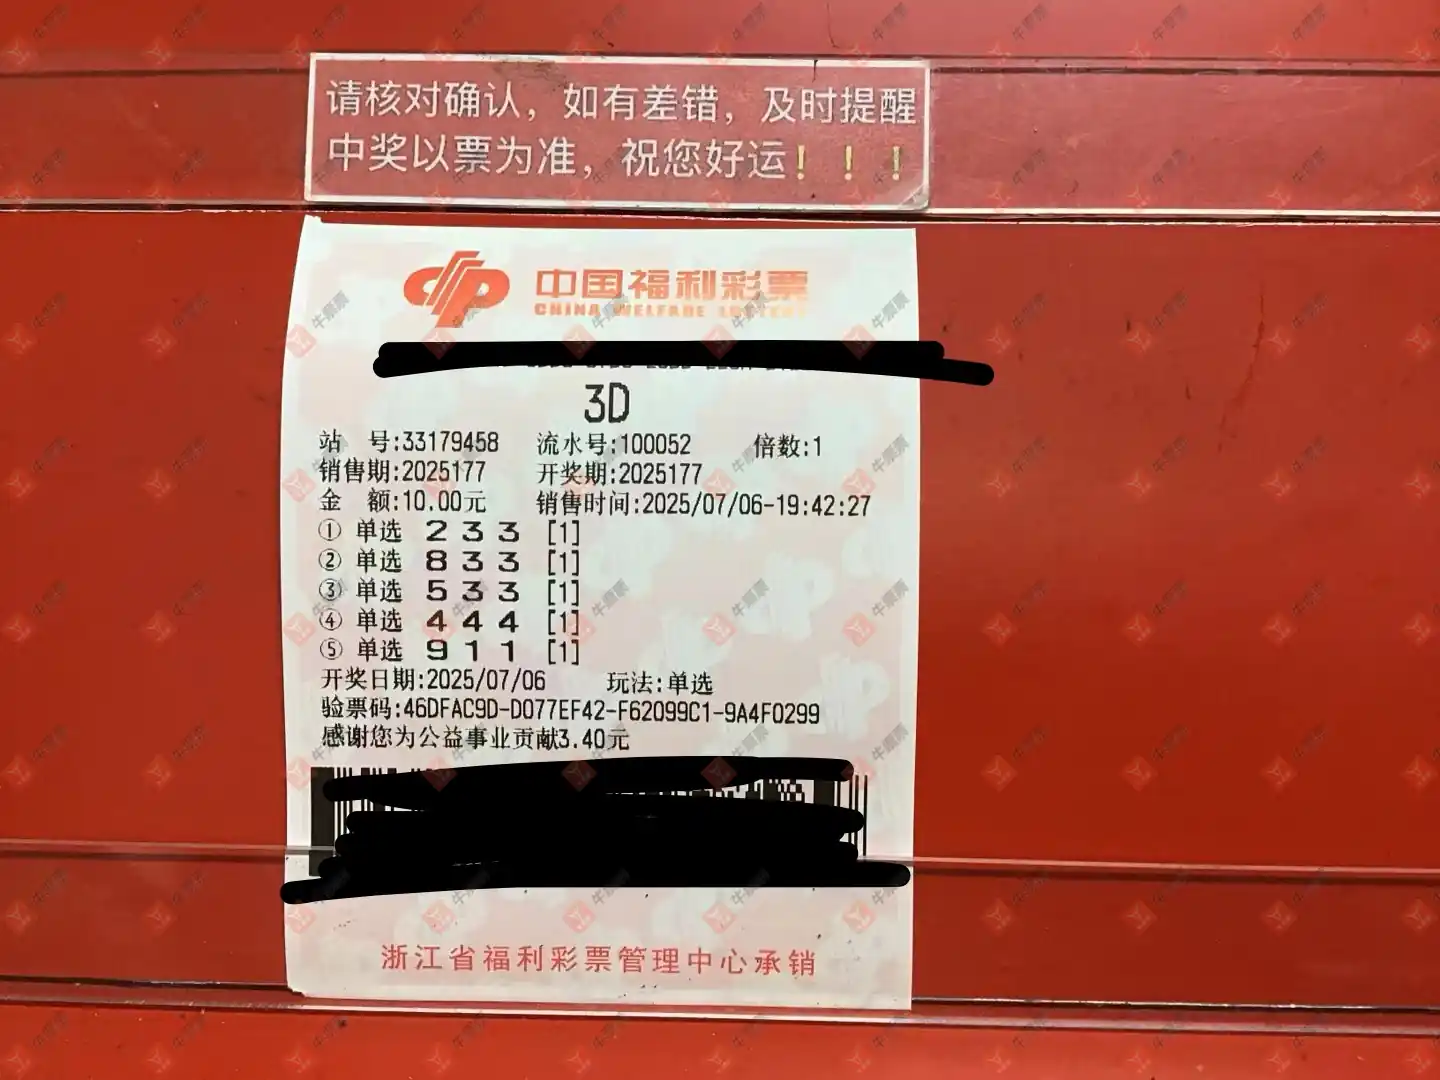 请核对确认，如有差错，及时提醒
中奖以票为准，祝您好运！！！
中国福利彩票
CHINA WELFARE LOTTERY
3D
站 号:33179458 流水号:100052 倍数:1
销售期:2025177 开奖期:2025177
金 额:10.00元 销售时间:2025/07/06-19:42:27
① 单选 2 3 3 [1]
② 单选 8 3 3 [1]
③ 单选 5 3 3 [1]
④ 单选 4 4 4 [1]
⑤ 单选 9 1 1 [1]
开奖日期:2025/07/06 玩法:单选
验票码:46DFAC9D-D077EF42-F62099C1-9A4F0299
感谢您为公益事业贡献3.40元
浙江省福利彩票管理中心承销
牛票票